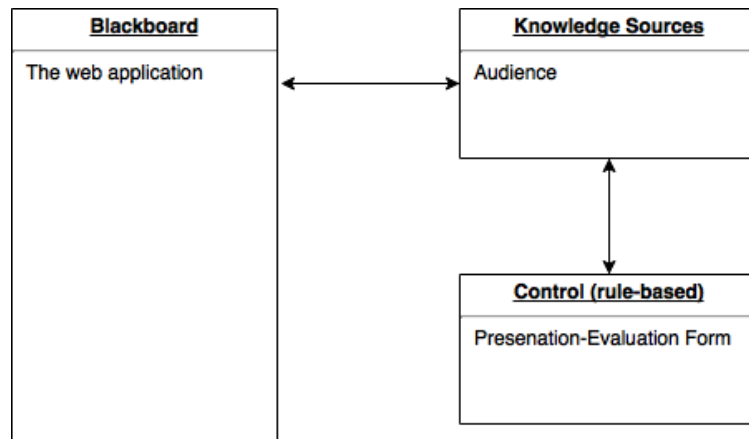 Blackboard
The web application
Knowledge Sources
Audience
Control (rule-based)
Presenation-Evaluation Form